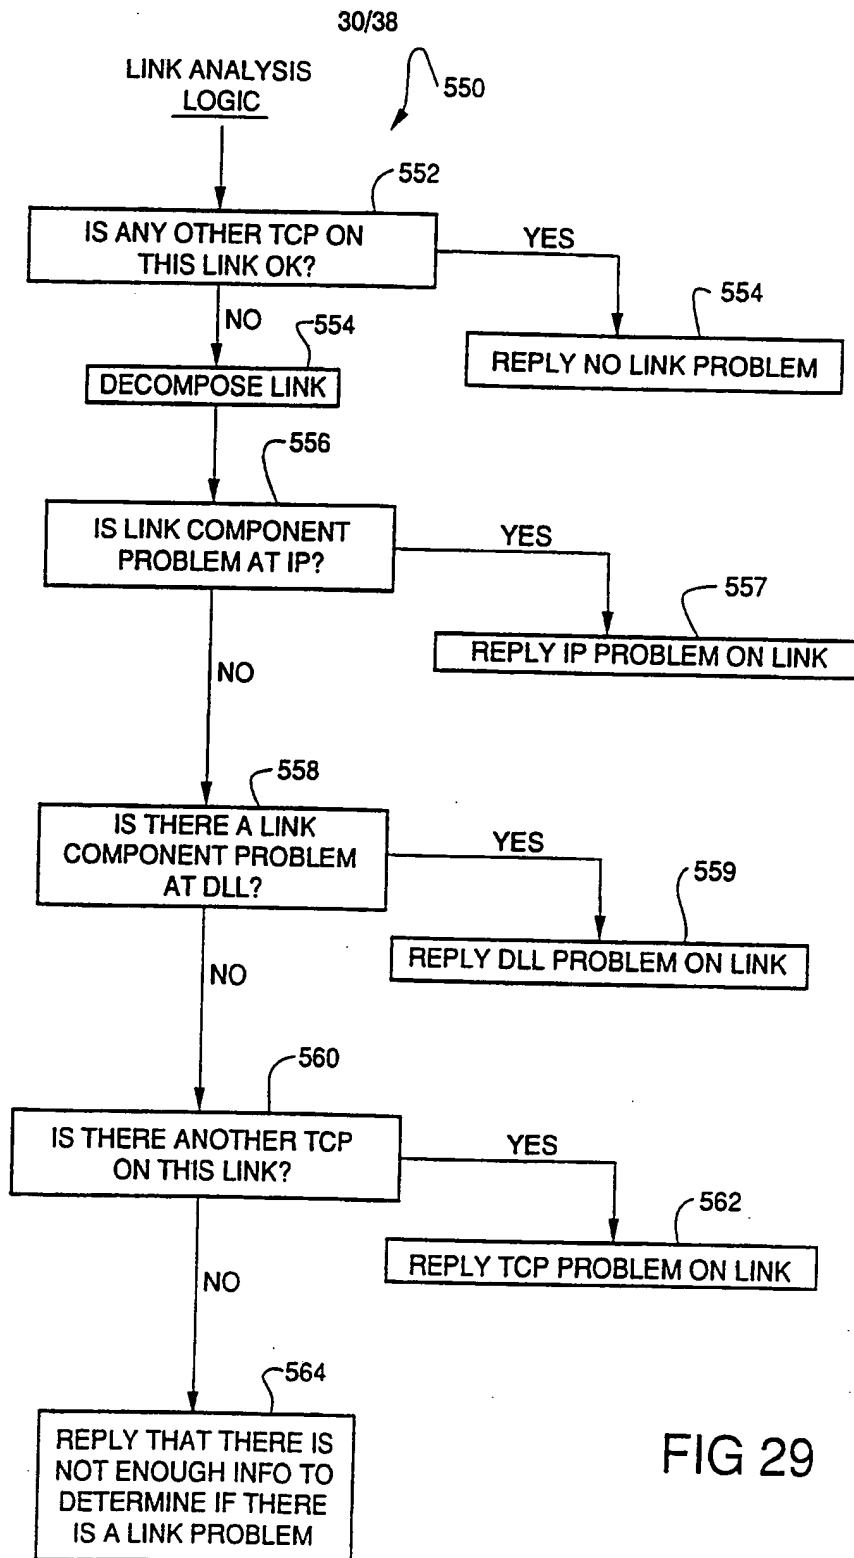 30/38
LINK ANALYSIS
LOGIC
550
552
IS ANY OTHER TCP ON
THIS LINK OK?
YES
NO
554
554
REPLY NO LINK PROBLEM
DECOMPOSE LINK
556
IS LINK COMPONENT
PROBLEM AT IP?
YES
557
REPLY IP PROBLEM ON LINK
NO
558
IS THERE A LINK
COMPONENT PROBLEM
AT DLL?
YES
559
REPLY DLL PROBLEM ON LINK
NO
560
IS THERE ANOTHER TCP
ON THIS LINK?
YES
562
REPLY TCP PROBLEM ON LINK
NO
564
REPLY THAT THERE IS
NOT ENOUGH INFO TO
DETERMINE IF THERE
IS A LINK PROBLEM
FIG 29